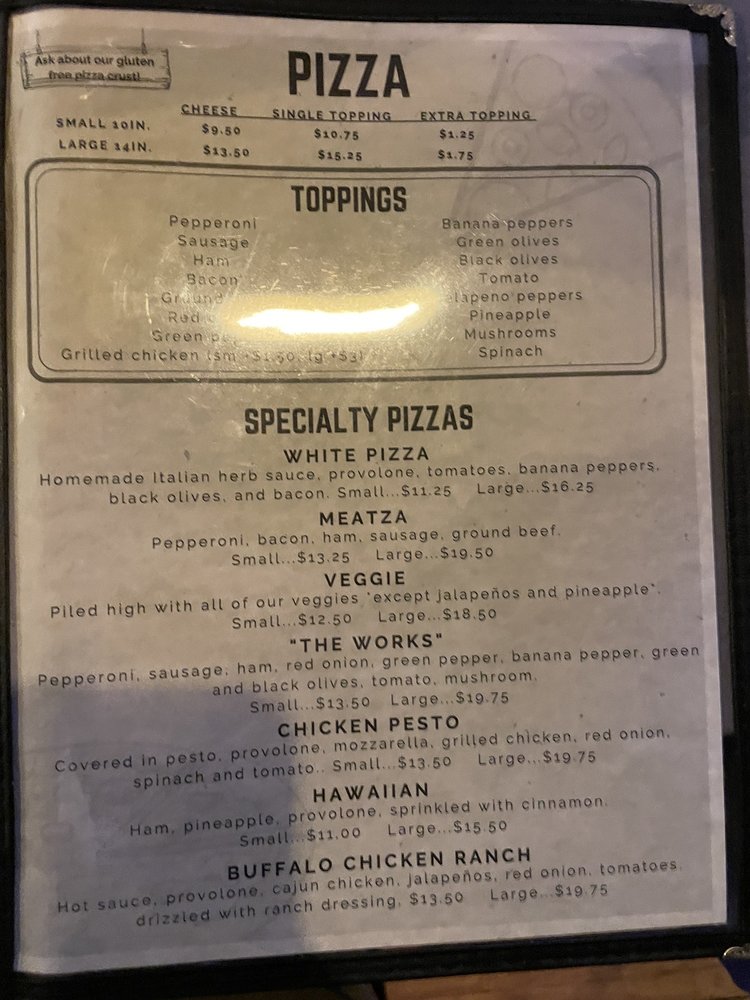 Ask about our gluten
free pizza crust!
PIZZA
CHEESE SINGLE TOPPING EXTRA TOPPING
SMALL 10IN. $9.50 $10.75 $1.25
LARGE 14IN. $13.50 $15.25 $1.75
TOPPINGS
Pepperoni
Sausage
Ham
Bacon
Ground
Red
Green
Grilled chicken (sm +$1.50, lg +$3)
Banana peppers
Green olives
Black olives
Tomato
peppers
Pineapple
Mushrooms
Spinach
SPECIALTY PIZZAS
WHITE PIZZA
Homemade Italian herb sauce, provolone, tomatoes, banana peppers,
black olives, and bacon. Small...$11.25 Large...$16.25
MEATZA
Pepperoni, bacon, ham, sausage, ground beef.
Small...$13.25 Large...$19.50
VEGGIE
Piled high with all of our veggies *except jalapeños and pineapple*.
Small...$12.50 Large...$18.50
"THE WORKS"
Pepperoni, sausage, ham, red onion, green pepper, banana pepper, green
and black olives, tomato, mushroom.
Small...$13.50 Large...$19.75
CHICKEN PESTO
Covered in pesto, provolone, mozzarella, grilled chicken, red onion,
spinach and tomato.. Small...$13.50 Large...$19.75
HAWAIIAN
Ham, pineapple, provolone, sprinkled with cinnamon.
Small...$11.00 Large...$15.50
BUFFALO CHICKEN RANCH
Hot sauce, provolone, cajun chicken, jalapeños, red onion, tomatoes,
drizzled with ranch dressing, $13.50 Large...$19.75